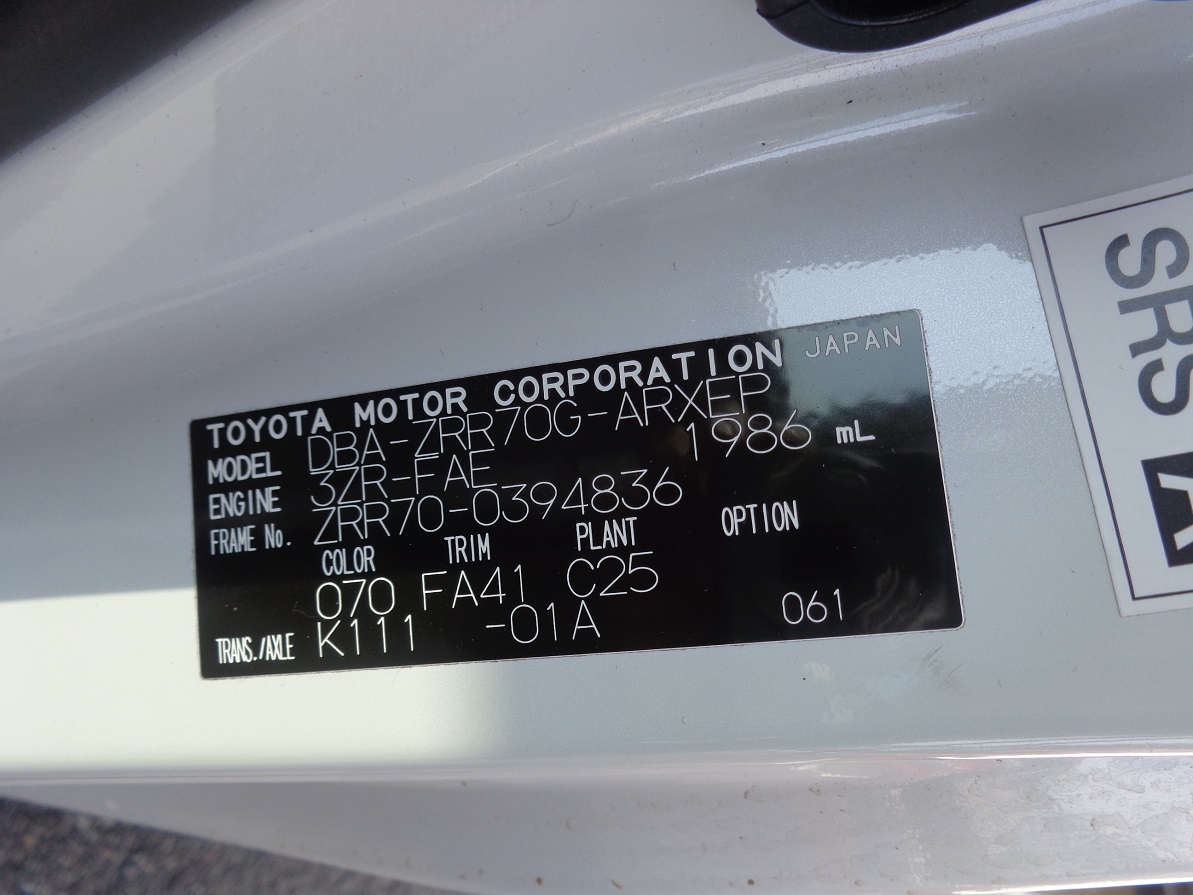 TOYOTA MOTOR CORPORATION JAPAN
MODEL DBA-ZRR70G-ARXEP
ENGINE 3ZR-FAE 1986 mL
FRAME No. ZRR70-0394836
COLOR TRIM PLANT OPTION
070 FA41 C25
TRANS./AXLE K111 -01A 061
SRS
A